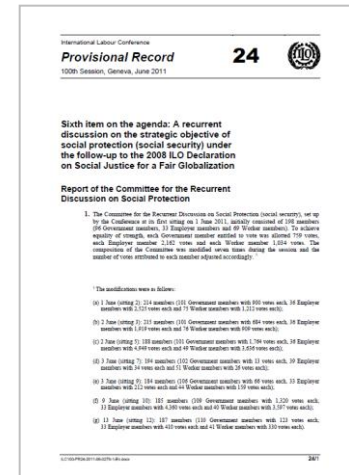 International Labour Conference
Provisional Record
24
100th Session, Geneva, June 2011
Sixth item on the agenda: A recurrent
discussion on the strategic objective of
social protection (social security) under
the follow-up to the 2008 ILO Declaration
on Social Justice for a Fair Globalization
Report of the Committee for the Recurrent
Discussion on Social Protection
1. The Committee for the Recurrent Discussion on Social Protection (social security), set up
by the Conference at its first sitting on 1 June 2011, initially consisted of 198 members
(96 Government members, 33 Employer members and 69 Worker members). To achieve
equality of strength, each Government member entitled to vote was allotted 759 votes,
each Employer member 2,162 votes and each Worker member 1,034 votes. The
composition of the Committee was modified seven times during the session and the
number of votes attributed to each member adjusted accordingly. ¹
¹ The modifications were as follows:
(a) 1 June (sitting 2): 214 members (101 Government members with 900 votes each, 36 Employer
members with 2,525 votes each and 75 Worker members with 1,212 votes each);
(b) 2 June (sitting 3): 215 members (101 Government members with 684 votes each, 38 Employer
members with 1,818 votes each and 76 Worker members with 909 votes each);
(c) 2 June (sitting 5): 188 members (101 Government members with 1,764 votes each, 36 Employer
members with 4,949 votes each and 49 Worker members with 3,636 votes each);
(d) 3 June (sitting 7): 194 members (102 Government members with 13 votes each, 39 Employer
members with 34 votes each and 51 Worker members with 26 votes each);
(e) 3 June (sitting 9): 184 members (106 Government members with 66 votes each, 33 Employer
members with 212 votes each and 44 Worker members with 159 votes each);
(f) 9 June (sitting 10): 185 members (109 Government members with 1,320 votes each,
33 Employer members with 4,360 votes each and 40 Worker members with 3,597 votes each);
(g) 13 June (sitting 12): 187 members (110 Government members with 123 votes each,
33 Employer members with 410 votes each and 41 Worker members with 330 votes each).
24/1